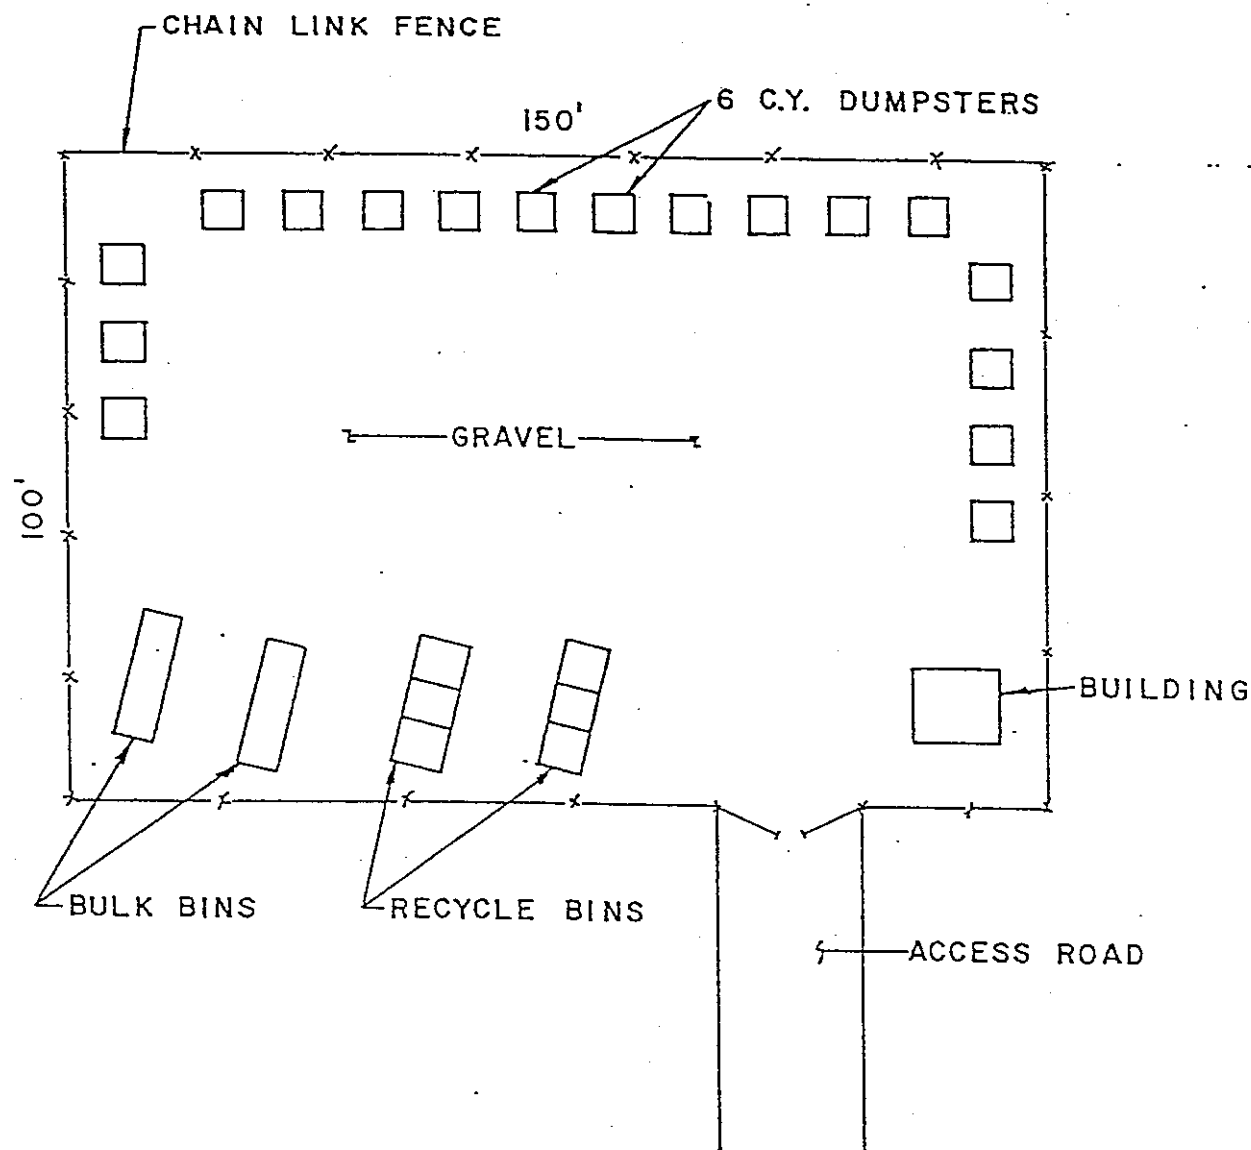 CHAIN LINK FENCE
6 C.Y. DUMPSTERS
150'
GRAVEL
100'
BUILDING
BULK BINS
RECYCLE BINS
ACCESS ROAD